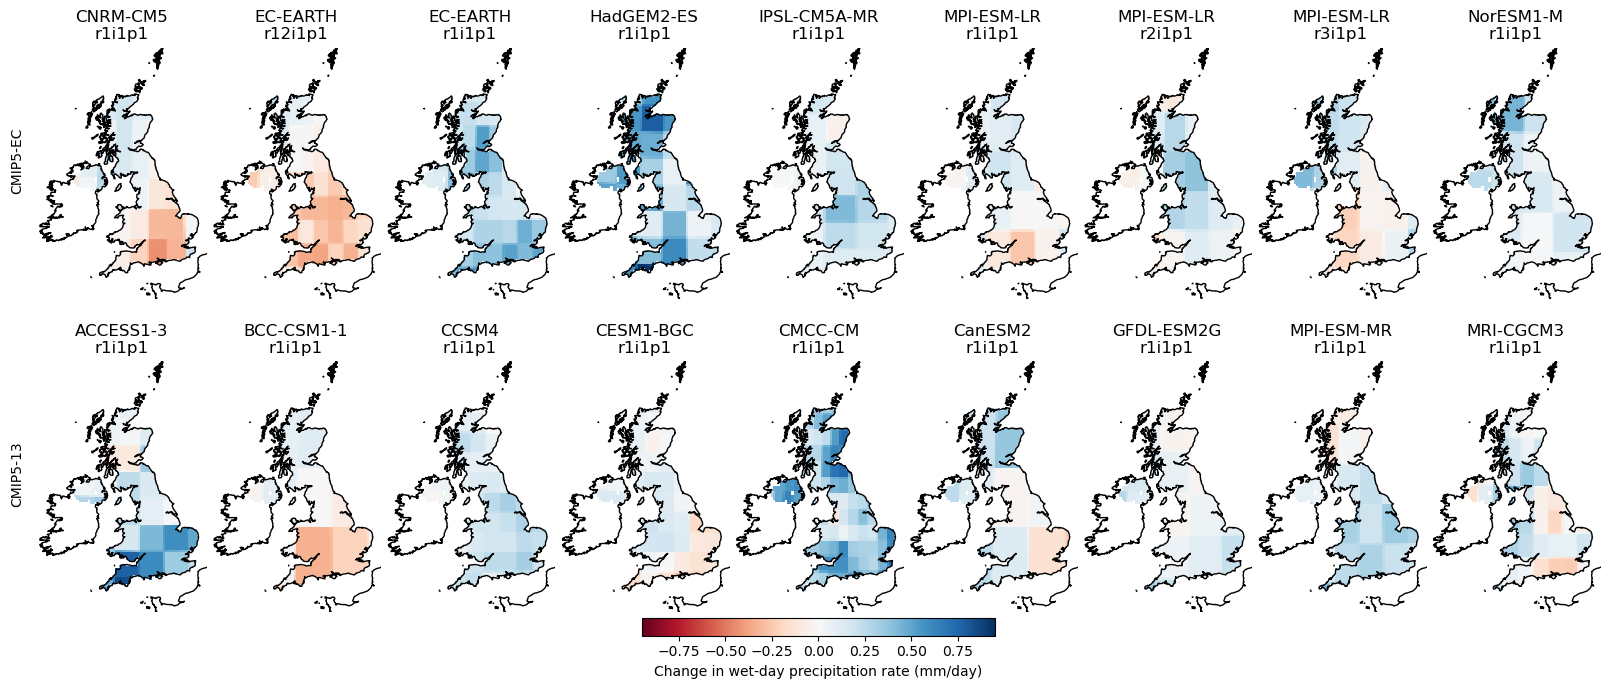 CNRM-CM5 EC-EARTH EC-EARTH HadGEM2-ES IPSL-CM5A-MR MPI-ESM-LR MPI-ESM-LR MPI-ESM-LR NorESM1-M
r1i1p1 r12i1p1 r1i1p1 r1i1p1 r1i1p1 r1i1p1 r2i1p1 r3i1p1 r1i1p1
CMIP5-EC
ACCESS1-3 BCC-CSM1-1 CCSM4 CESM1-BGC CMCC-CM CanESM2 GFDL-ESM2G MPI-ESM-MR MRI-CGCM3
r1i1p1 r1i1p1 r1i1p1 r1i1p1 r1i1p1 r1i1p1 r1i1p1 r1i1p1 r1i1p1
CMIP5-13
−0.75 −0.50 −0.25 0.00 0.25 0.50 0.75
Change in wet-day precipitation rate (mm/day)